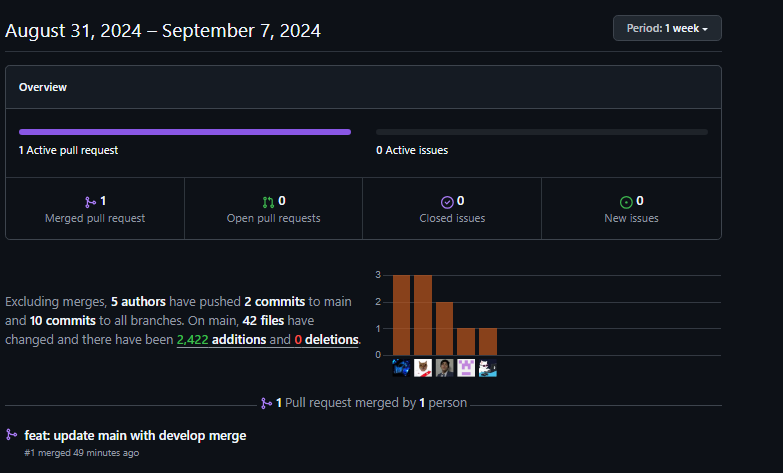 August 31, 2024 – September 7, 2024
Period: 1 week
Overview
1 Active pull request
0 Active issues
1
Merged pull request
0
Open pull requests
0
Closed issues
0
New issues
Excluding merges, 5 authors have pushed 2 commits to main
and 10 commits to all branches. On main, 42 files have
changed and there have been 2,422 additions and 0 deletions.
3
2
1
0
1 Pull request merged by 1 person
feat: update main with develop merge
#1 merged 49 minutes ago